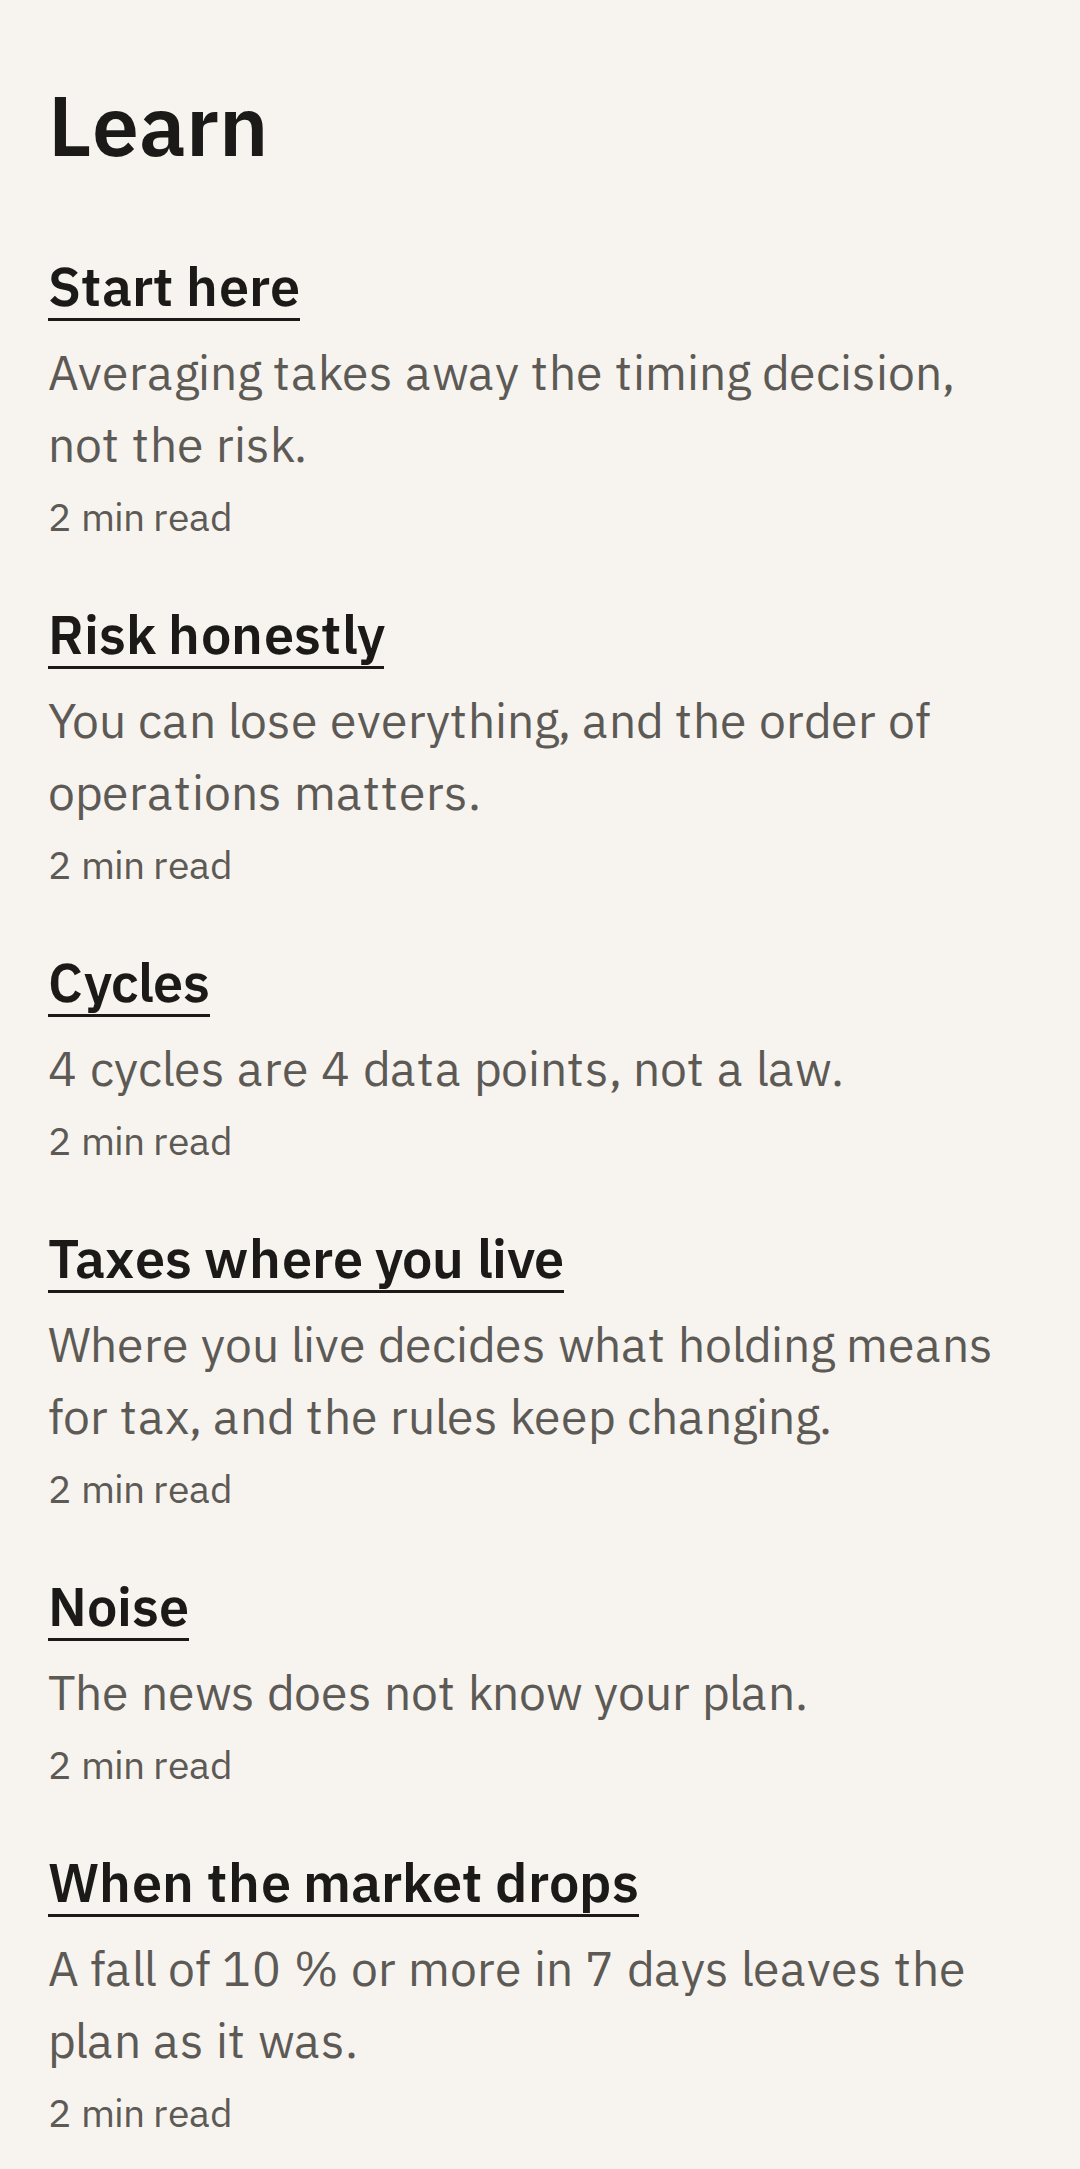 Learn
Start here
Averaging takes away the timing decision,
not the risk.
2 min read
Risk honestly
You can lose everything, and the order of
operations matters.
2 min read
Cycles
4 cycles are 4 data points, not a law.
2 min read
Taxes where you live
Where you live decides what holding means
for tax, and the rules keep changing.
2 min read
Noise
The news does not know your plan.
2 min read
When the market drops
A fall of 10 % or more in 7 days leaves the
plan as it was.
2 min read